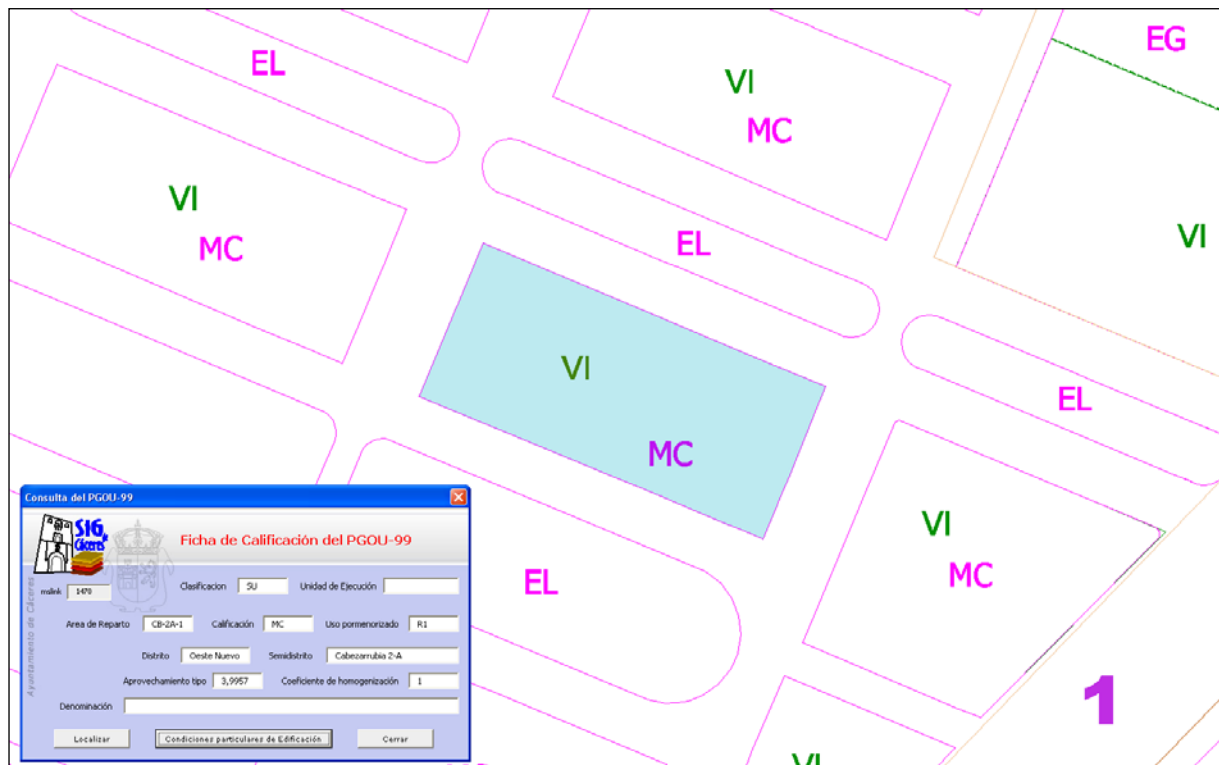 EG
EL
VI
MC
VI
MC
EL
VI
VI
MC
EL
VI
MC
EL
1
VI
Consulta del PGOU-99
SIG de Cáceres
Ficha de Calificación del PGOU-99
Ayuntamiento de Cáceres
mslink 1470 Clasificacion SU Unidad de Ejecución
Area de Reparto CB-2A-1 Calificación MC Uso pormenorizado R1
Distrito Oeste Nuevo Semidistrito Cabezarrubia 2-A
Aprovechamiento tipo 3,9957 Coeficiente de homogenización 1
Denominación
Localizar Condiciones particulares de Edificación Cerrar